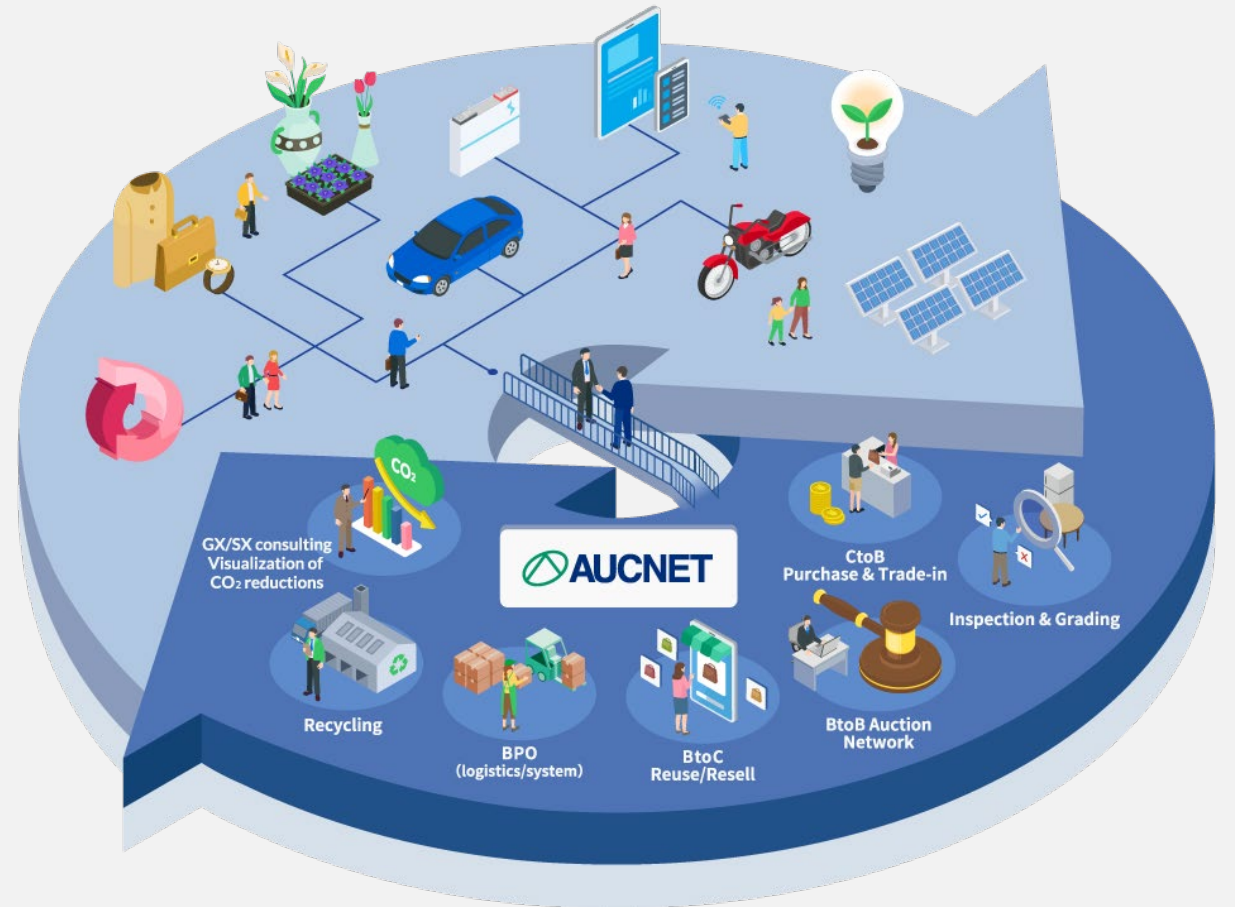 CO₂
GX/SX consulting
Visualization of
CO₂ reductions
AUCNET
CtoB
Purchase & Trade-in
Inspection & Grading
Recycling
BPO
(logistics/system)
BtoC
Reuse/Resell
BtoB Auction
Network